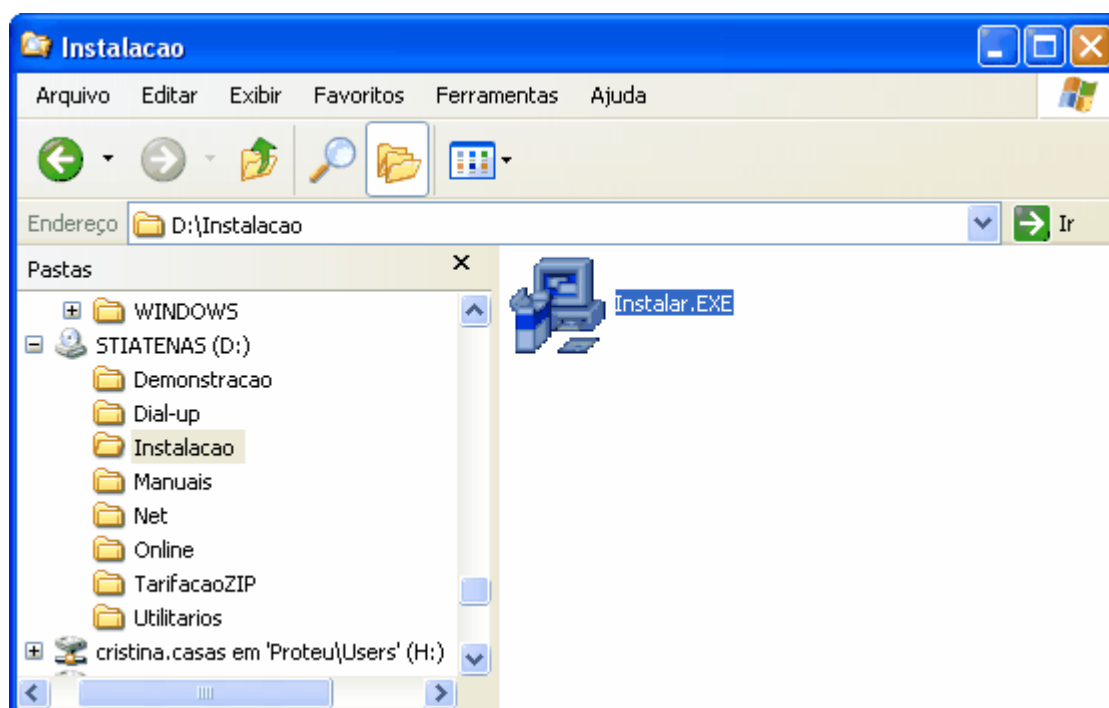 Instalacao
Arquivo Editar Exibir Favoritos Ferramentas Ajuda
Endereço D:\Instalacao Ir
Pastas
WINDOWS
STIATENAS (D:)
Demonstracao
Dial-up
Instalacao
Manuais
Net
Online
TarifacaoZIP
Utilitarios
cristina.casas em 'Proteu\Users' (H:)
Instalar.EXE